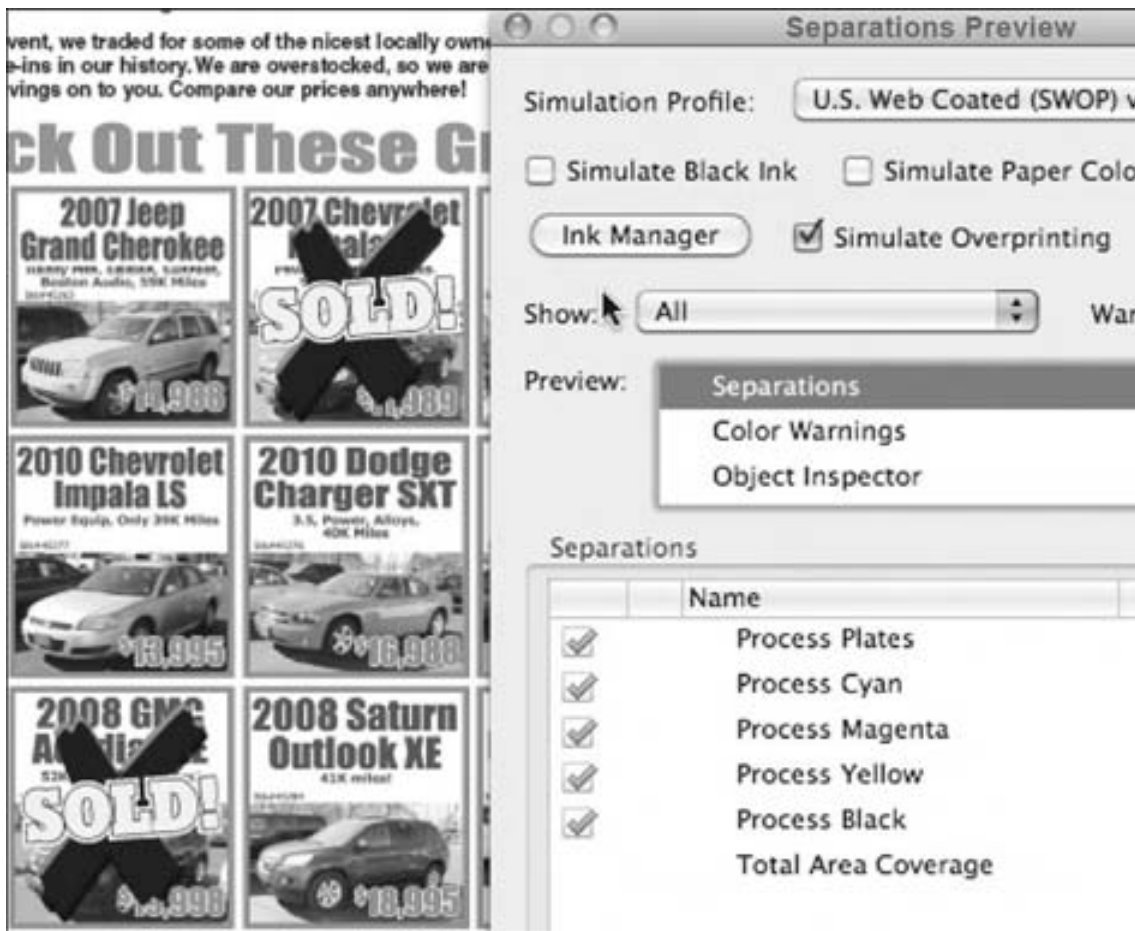 vent, we traded for some of the nicest locally owne
e-ins in our history. We are overstocked, so we are
vings on to you. Compare our prices anywhere!
ck Out These G
2007 Jeep
Grand Cherokee
Boston Audio, 59K Miles
$14,988
2007 Chevrolet
SOLD!
,989
2010 Chevrolet
Impala LS
Power Equip, Only 39K Miles
$13,995
2010 Dodge
Charger SXT
3.5, Power, Alloys,
40K Miles
$16,988
2008 GMC
SOLD!
,998
2008 Saturn
Outlook XE
41K miles!
$18,995
Separations Preview
Simulation Profile:
U.S. Web Coated (SWOP) v
Simulate Black Ink
Simulate Paper Colo
Ink Manager
Simulate Overprinting
Show:
All
War
Preview:
Separations
Color Warnings
Object Inspector
Separations
Name
Process Plates
Process Cyan
Process Magenta
Process Yellow
Process Black
Total Area Coverage